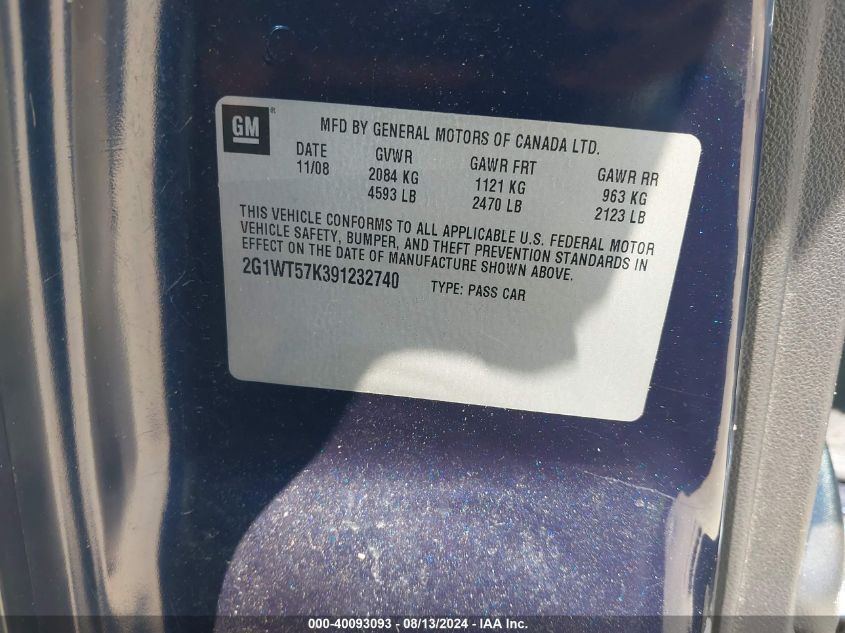 GM®
MFD BY GENERAL MOTORS OF CANADA LTD.
DATE GVWR GAWR FRT GAWR RR
11/08 2084 KG 1121 KG 963 KG
4593 LB 2470 LB 2123 LB
THIS VEHICLE CONFORMS TO ALL APPLICABLE U.S. FEDERAL MOTOR
VEHICLE SAFETY, BUMPER, AND THEFT PREVENTION STANDARDS IN
EFFECT ON THE DATE OF MANUFACTURE SHOWN ABOVE.
2G1WT57K391232740 TYPE: PASS CAR
000-40093093 - 08/13/2024 - IAAI.com